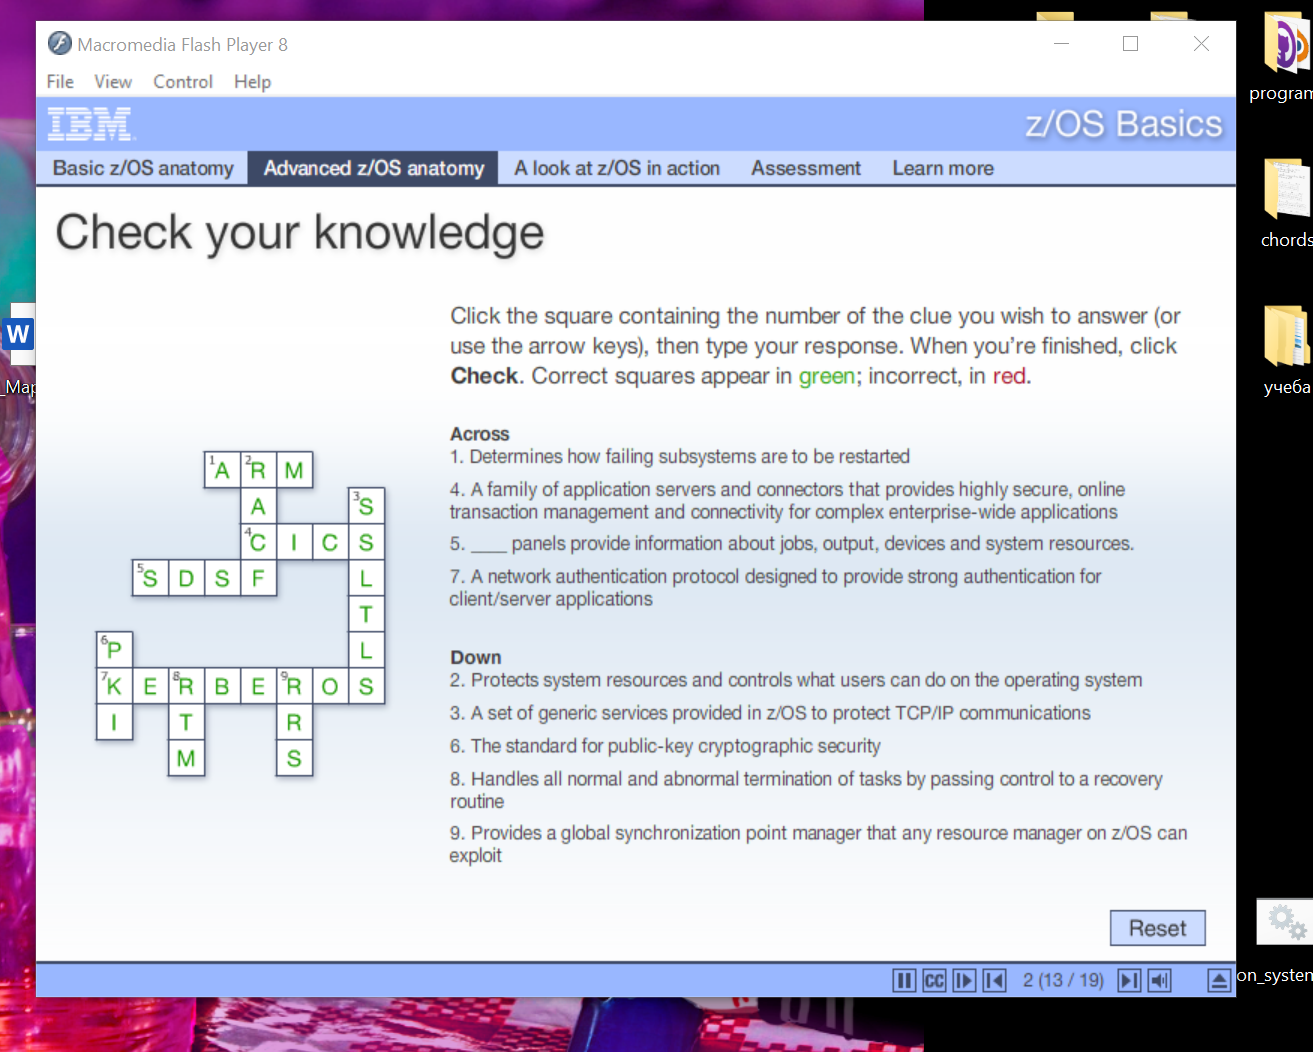 Macromedia Flash Player 8
File View Control Help
IBM
z/OS Basics
Basic z/OS anatomy Advanced z/OS anatomy A look at z/OS in action Assessment Learn more
Check your knowledge
Click the square containing the number of the clue you wish to answer (or
use the arrow keys), then type your response. When you're finished, click
Check. Correct squares appear in green; incorrect, in red.
Across
1. Determines how failing subsystems are to be restarted
4. A family of application servers and connectors that provides highly secure, online
transaction management and connectivity for complex enterprise-wide applications
5. ____ panels provide information about jobs, output, devices and system resources.
7. A network authentication protocol designed to provide strong authentication for
client/server applications
Down
2. Protects system resources and controls what users can do on the operating system
3. A set of generic services provided in z/OS to protect TCP/IP communications
6. The standard for public-key cryptographic security
8. Handles all normal and abnormal termination of tasks by passing control to a recovery
routine
9. Provides a global synchronization point manager that any resource manager on z/OS can
exploit
1 A 2 R M
A 3 S
4 C I C S
5 S D S F L
T
6 P L
7 K E 8 R B E 9 R O S
I T R
M S
Reset
CC 2 (13 / 19)
W
_Map
program
chords
учеба
on_system